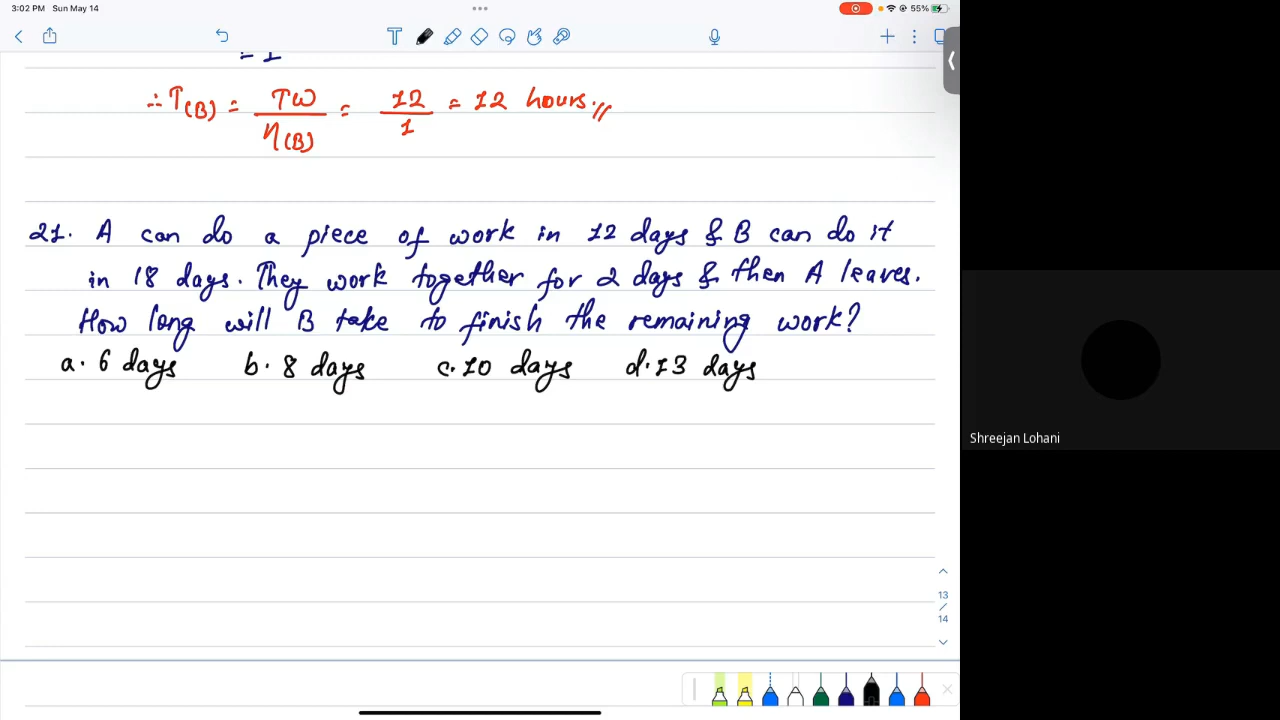 3:02 PM Sun May 14
55%
= 1
∴ T(B) = TW / η(B) = 12 / 1 = 12 hours.
21. A can do a piece of work in 12 days & B can do it
in 18 days. They work together for 2 days & then A leaves.
How long will B take to finish the remaining work?
a. 6 days b. 8 days c. 10 days d. 13 days
Shreejan Lohani
13
/
14